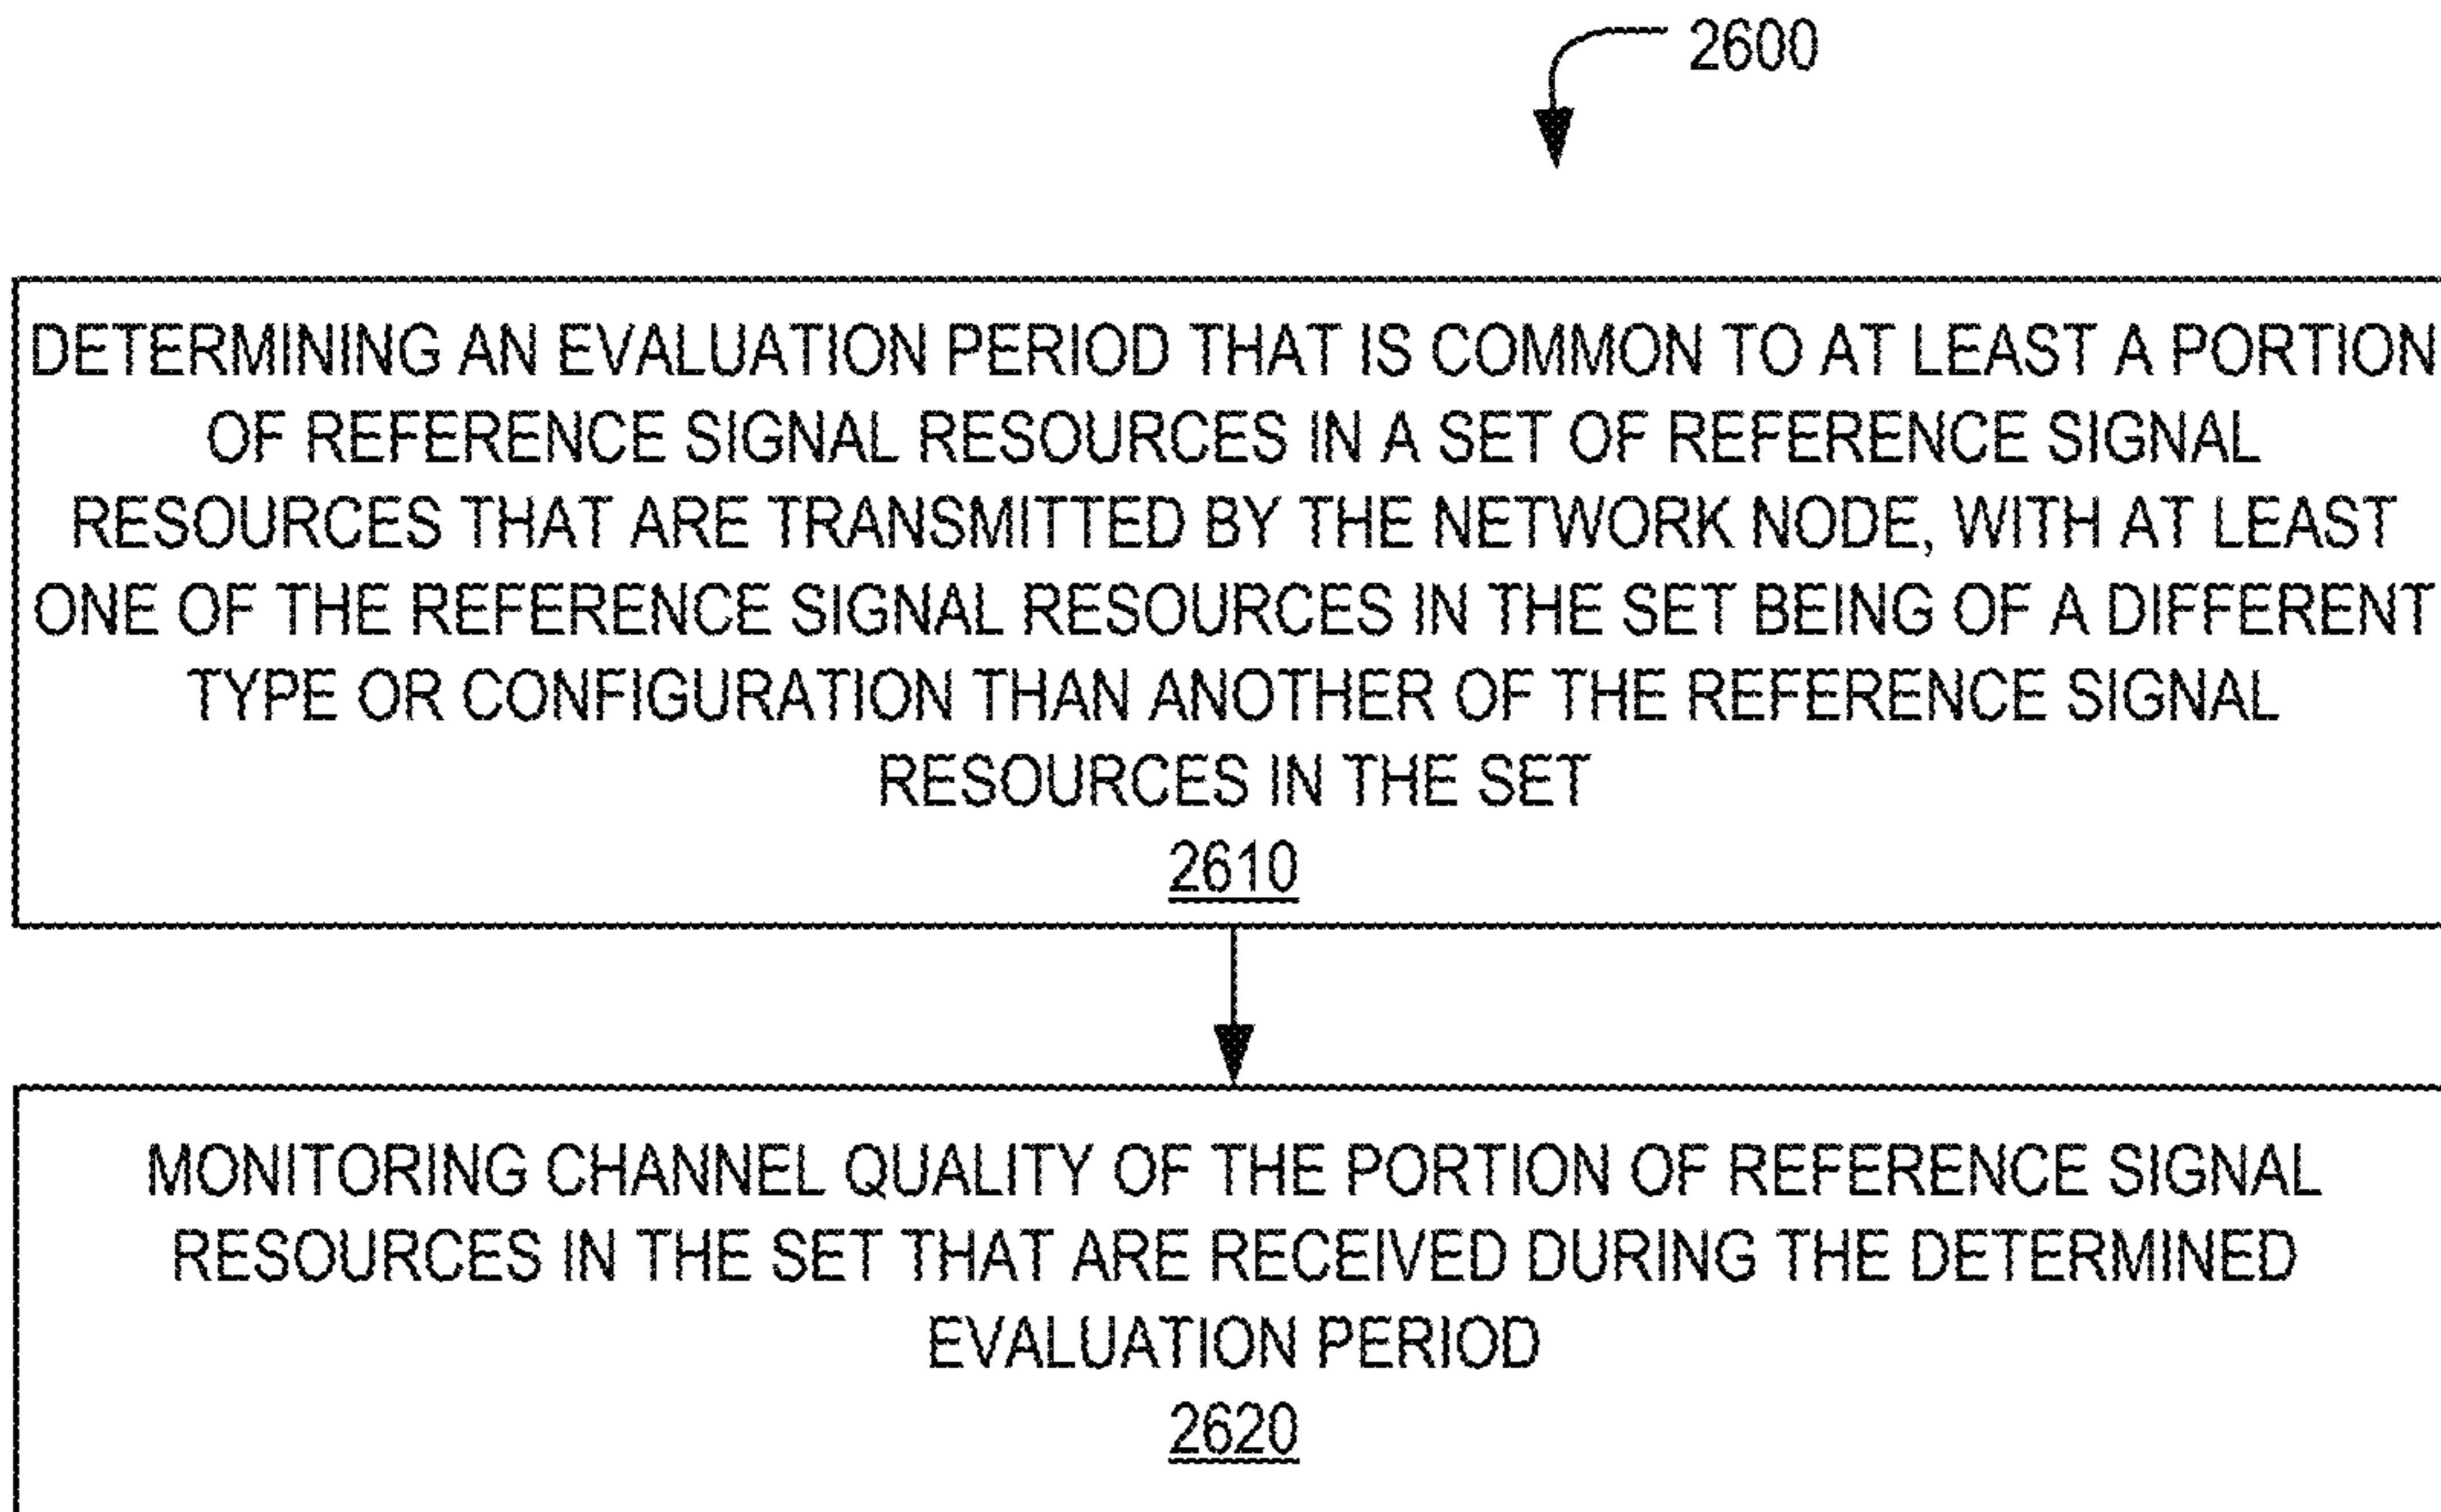 2600
DETERMINING AN EVALUATION PERIOD THAT IS COMMON TO AT LEAST A PORTION
OF REFERENCE SIGNAL RESOURCES IN A SET OF REFERENCE SIGNAL
RESOURCES THAT ARE TRANSMITTED BY THE NETWORK NODE, WITH AT LEAST
ONE OF THE REFERENCE SIGNAL RESOURCES IN THE SET BEING OF A DIFFERENT
TYPE OR CONFIGURATION THAN ANOTHER OF THE REFERENCE SIGNAL
RESOURCES IN THE SET
2610
MONITORING CHANNEL QUALITY OF THE PORTION OF REFERENCE SIGNAL
RESOURCES IN THE SET THAT ARE RECEIVED DURING THE DETERMINED
EVALUATION PERIOD
2620